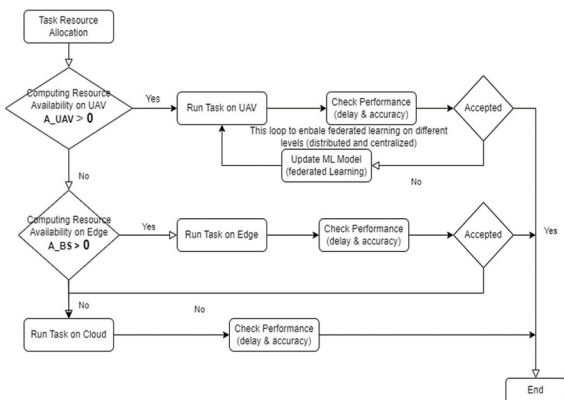 Task Resource
Allocation
Computing Resource
Availability on UAV
A_UAV > 0
Yes
Run Task on UAV
Check Performance
(delay & accuracy)
Accepted
This loop to enbale federated learning on different
levels (distributed and centralized)
Update ML Model
(federated Learning)
No
No
Computing Resource
Availability on Edge
A_BS > 0
Yes
Run Task on Edge
Check Performance
(delay & accuracy)
Accepted
Yes
No
No
Run Task on Cloud
Check Performance
(delay & accuracy)
End